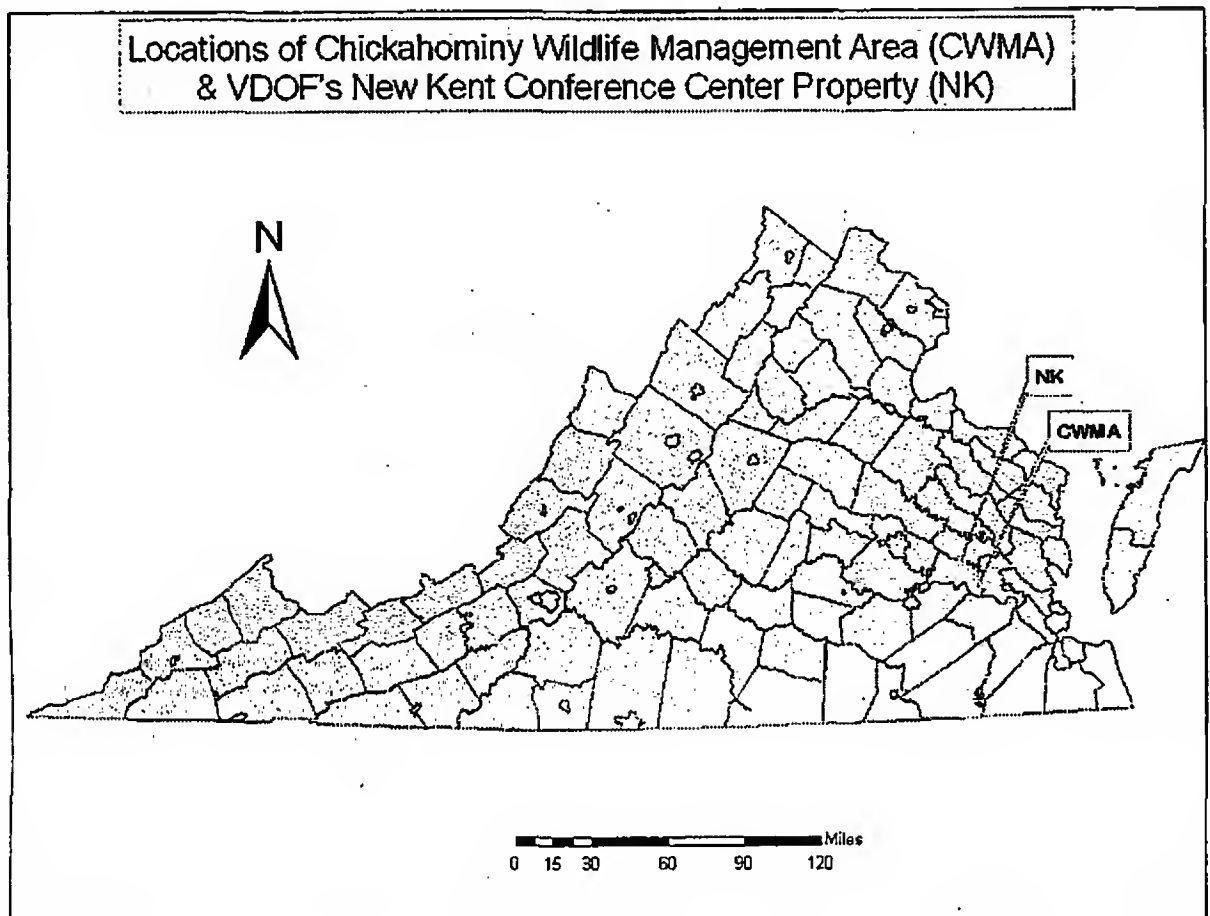 Locations of Chickahominy Wildlife Management Area (CWMA)
& VDOF's New Kent Conference Center Property (NK)
N
NK
CWMA
Miles
0 15 30 60 90 120